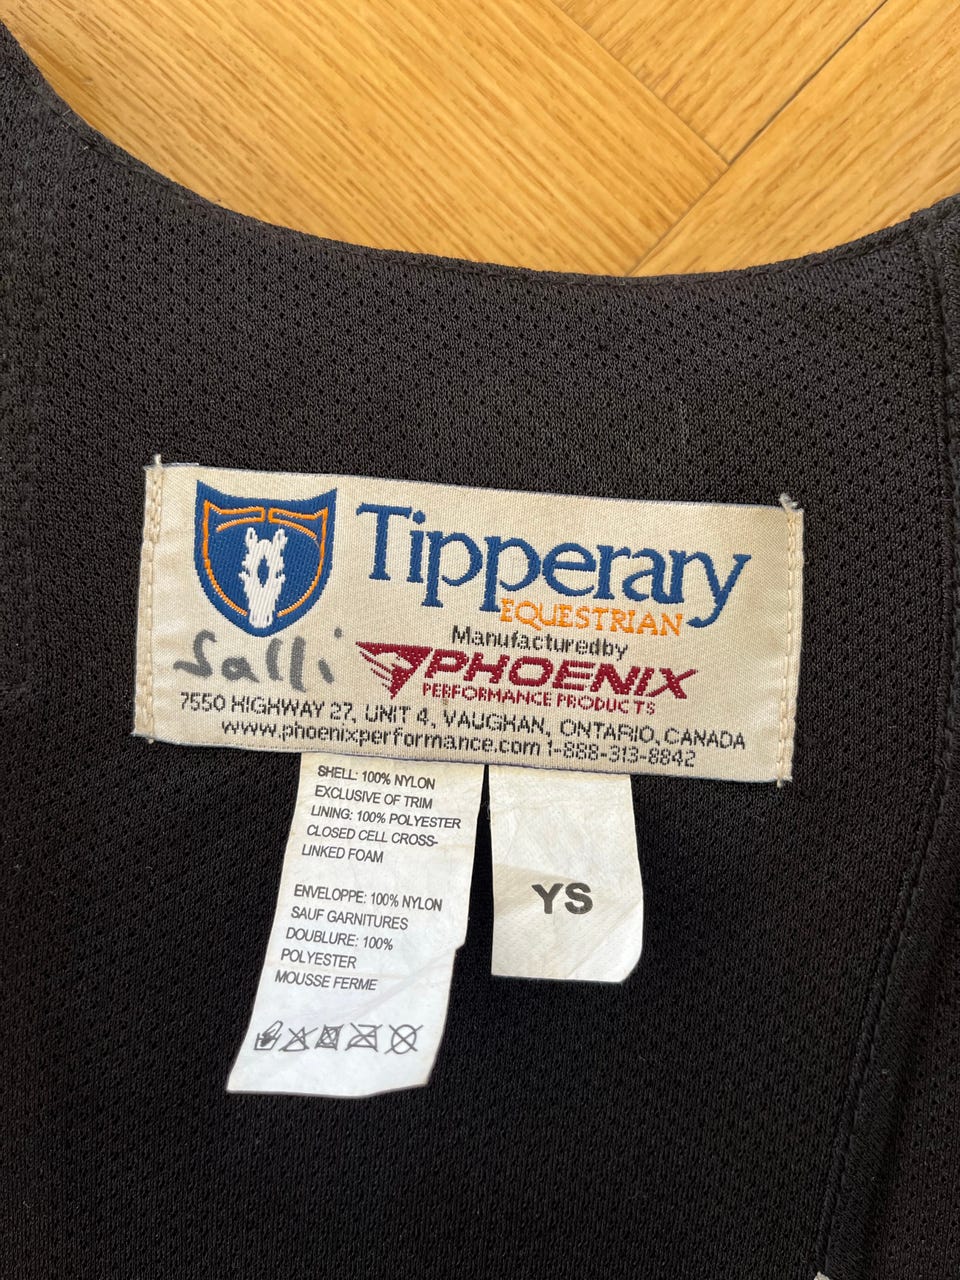 Tipperary
EQUESTRIAN
Manufacturedby
Salli
PHOENIX
PERFORMANCE PRODUCTS
7550 HIGHWAY 27, UNIT 4, VAUGHAN, ONTARIO, CANADA
www.phoenixperformance.com 1-888-313-8842
SHELL: 100% NYLON
EXCLUSIVE OF TRIM
LINING: 100% POLYESTER
CLOSED CELL CROSS-
LINKED FOAM
ENVELOPPE: 100% NYLON
SAUF GARNITURES
DOUBLURE: 100%
POLYESTER
MOUSSE FERME
YS